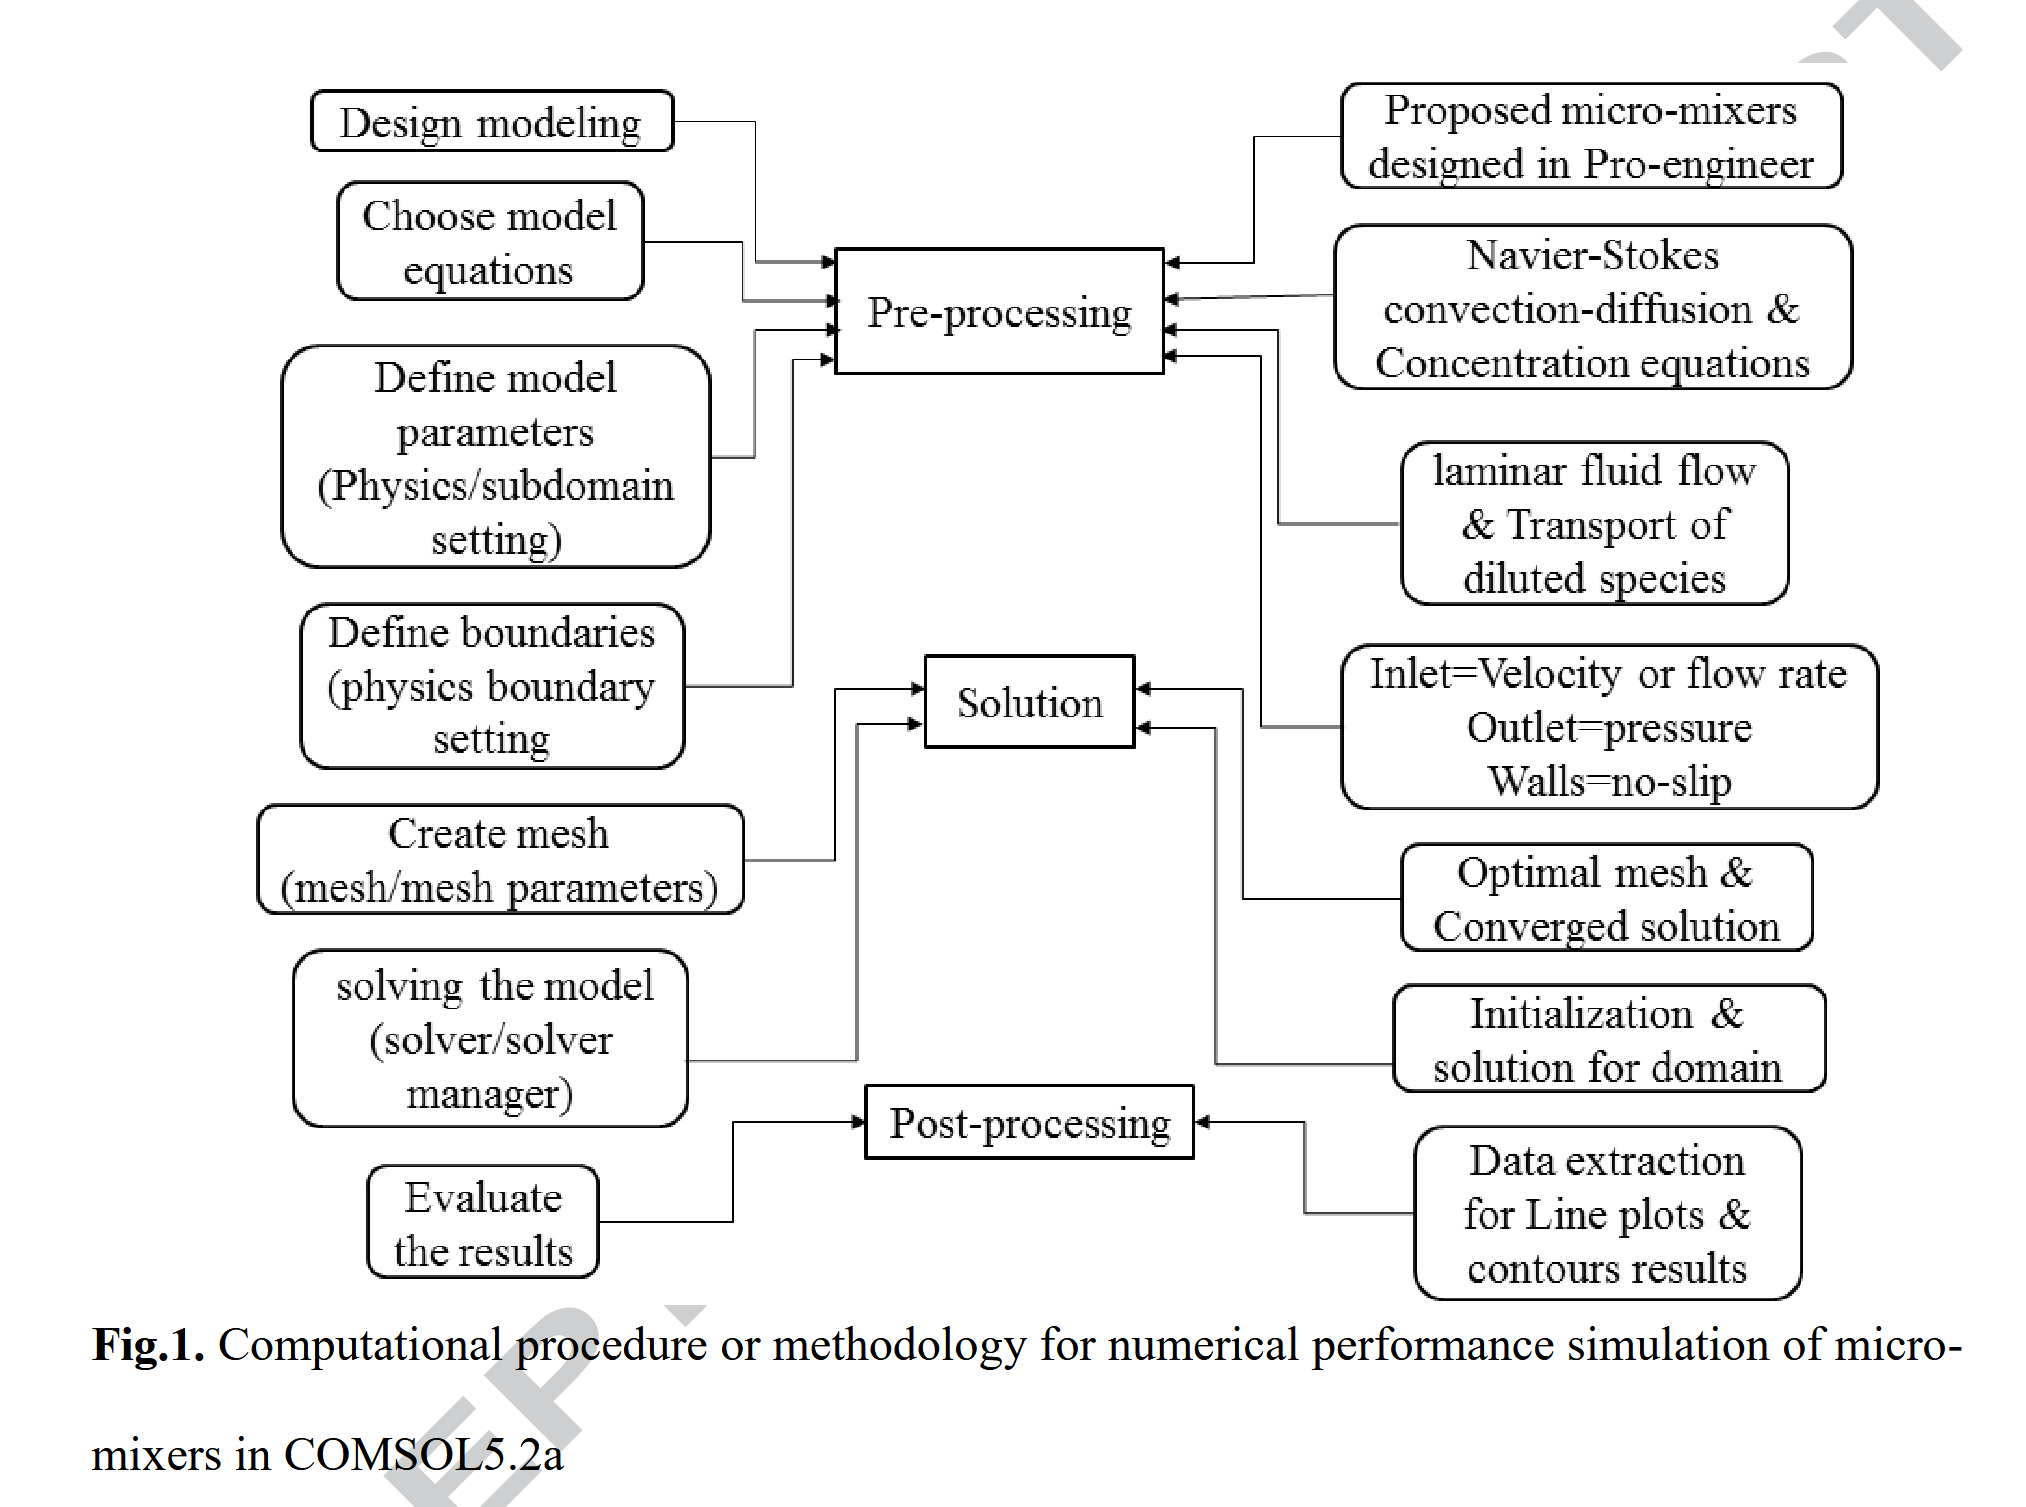 Design modeling
Choose model
equations
Define model
parameters
(Physics/subdomain
setting)
Define boundaries
(physics boundary
setting
Create mesh
(mesh/mesh parameters)
solving the model
(solver/solver
manager)
Evaluate
the results
Pre-processing
Solution
Post-processing
Proposed micro-mixers
designed in Pro-engineer
Navier-Stokes
convection-diffusion &
Concentration equations
laminar fluid flow
& Transport of
diluted species
Inlet=Velocity or flow rate
Outlet=pressure
Walls=no-slip
Optimal mesh &
Converged solution
Initialization &
solution for domain
Data extraction
for Line plots &
contours results
Fig.1. Computational procedure or methodology for numerical performance simulation of micro-
mixers in COMSOL5.2a